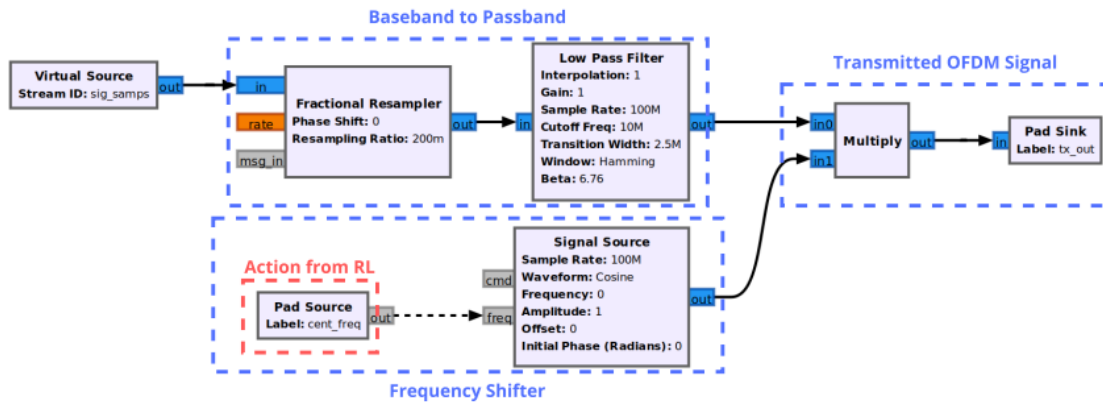 Baseband to Passband
Virtual Source
Stream ID: sig_samps
out
in
rate
msg_in
Fractional Resampler
Phase Shift: 0
Resampling Ratio: 200m
out
in
Low Pass Filter
Interpolation: 1
Gain: 1
Sample Rate: 100M
Cutoff Freq: 10M
Transition Width: 2.5M
Window: Hamming
Beta: 6.76
out
Transmitted OFDM Signal
in0
in1
Multiply
out
in
Pad Sink
Label: tx_out
Action from RL
Pad Source
Label: cent_freq
out
cmd
freq
Signal Source
Sample Rate: 100M
Waveform: Cosine
Frequency: 0
Amplitude: 1
Offset: 0
Initial Phase (Radians): 0
out
Frequency Shifter